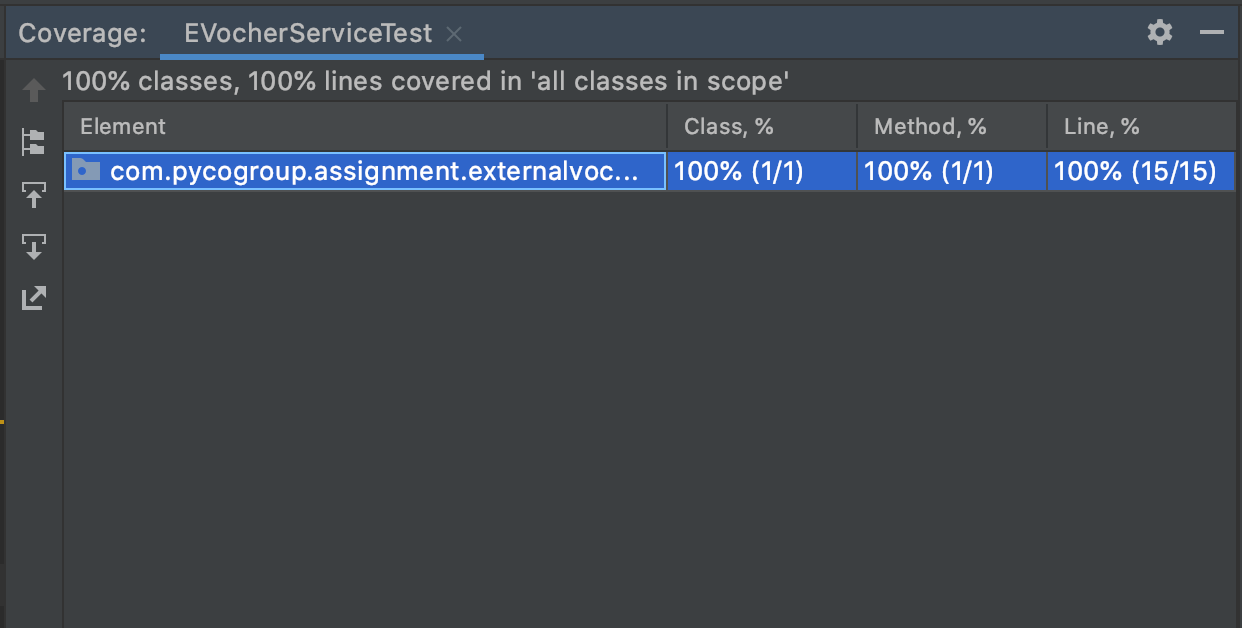 Coverage: EVocherServiceTest
100% classes, 100% lines covered in 'all classes in scope'
Element Class, % Method, % Line, %
com.pycogroup.assignment.externalvoc... 100% (1/1) 100% (1/1) 100% (15/15)